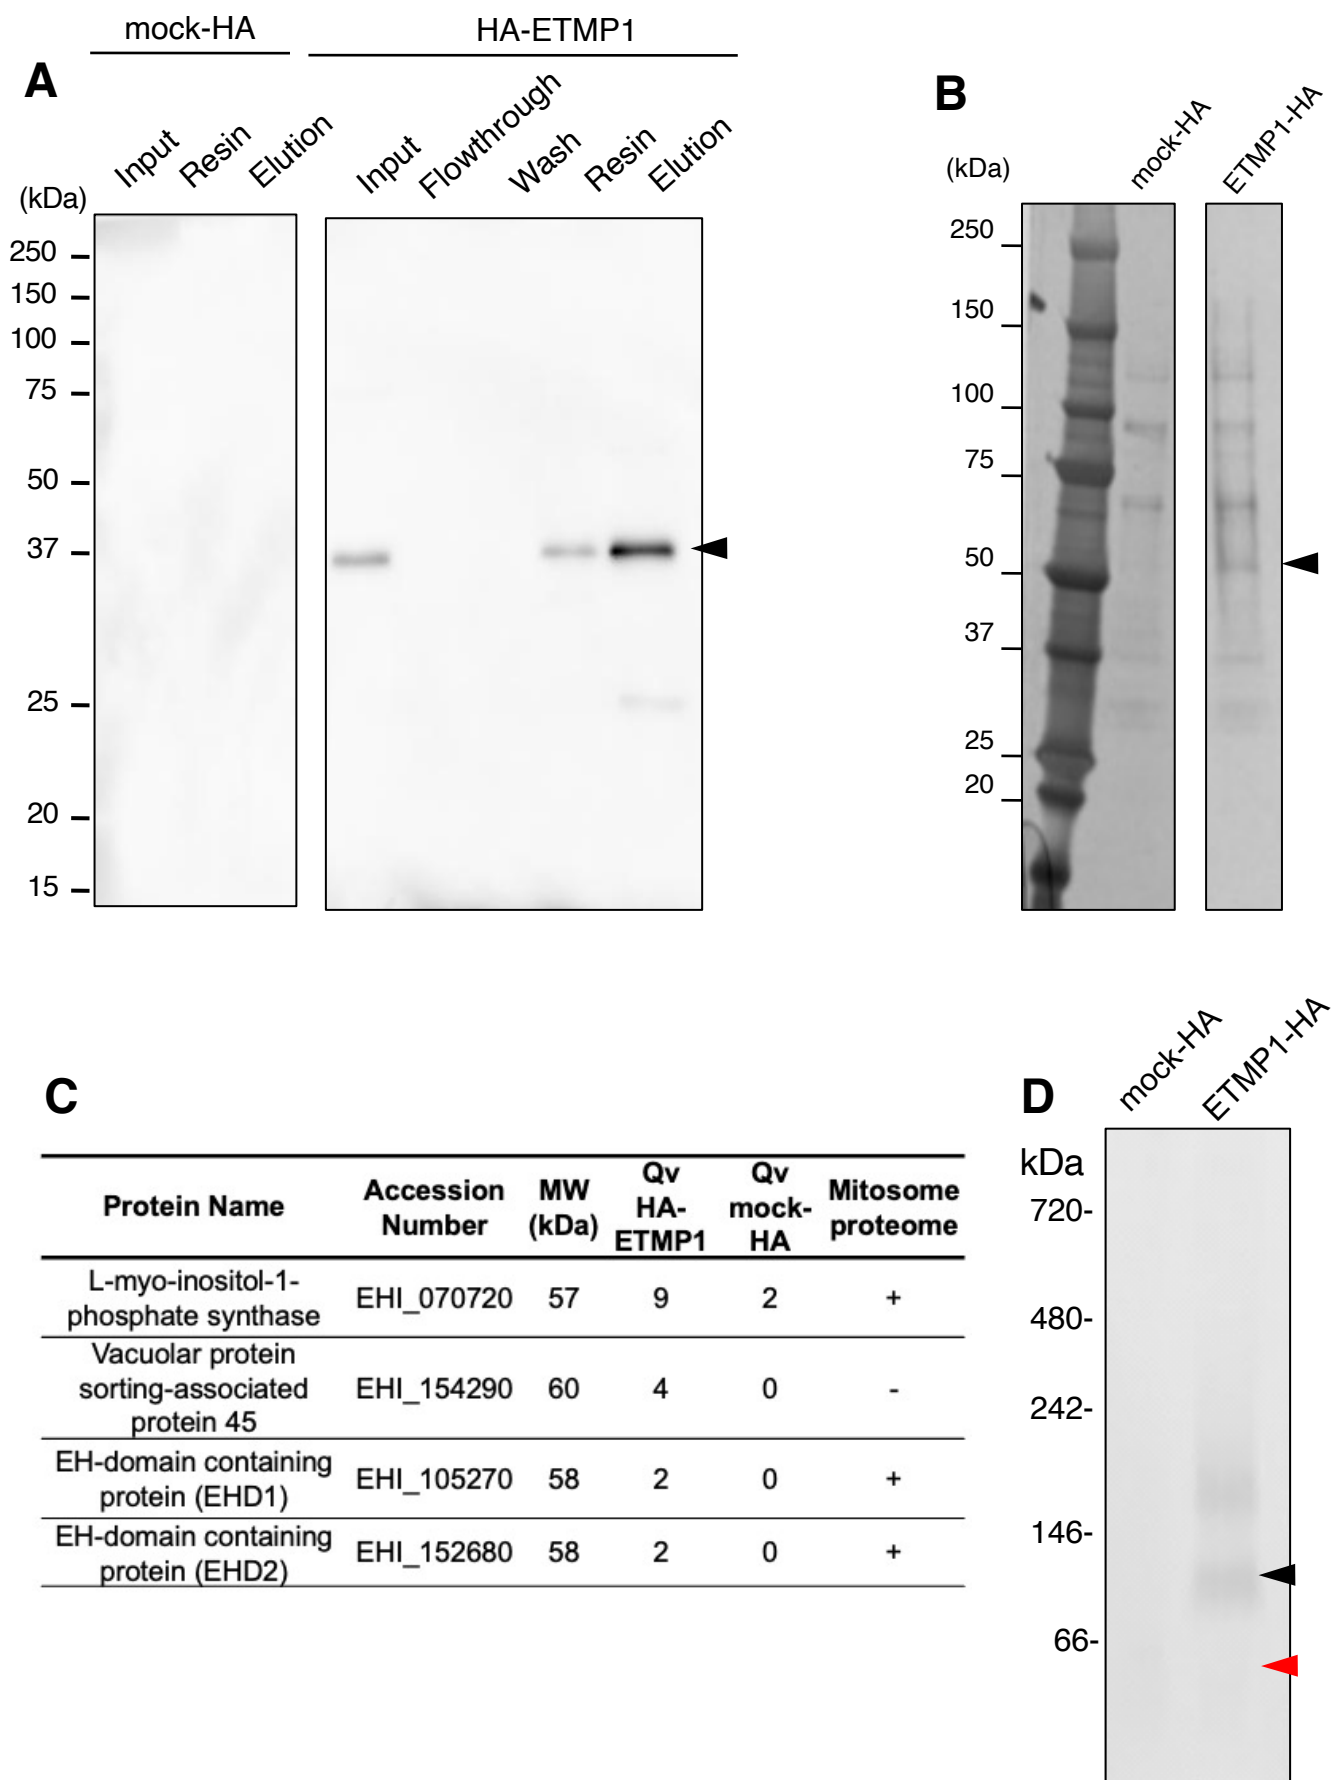 mock-HA
HA-ETMP1
A
Input
Resin
Elution
Input
Flowthrough
Wash
Resin
Elution
(kDa)
250
150
100
75
50
37
25
20
15
B
mock-HA
ETMP1-HA
(kDa)
250
150
100
75
50
37
25
20
C
Protein Name Accession Number MW (kDa) Qv HA-ETMP1 Qv mock-HA Mitosome proteome
L-myo-inositol-1-
phosphate synthase EHI_070720 57 9 2 +
Vacuolar protein
sorting-associated EHI_154290 60 4 0 -
protein 45
EH-domain containing
protein (EHD1) EHI_105270 58 2 0 +
EH-domain containing
protein (EHD2) EHI_152680 58 2 0 +
D
mock-HA
ETMP1-HA
kDa
720-
480-
242-
146-
66-